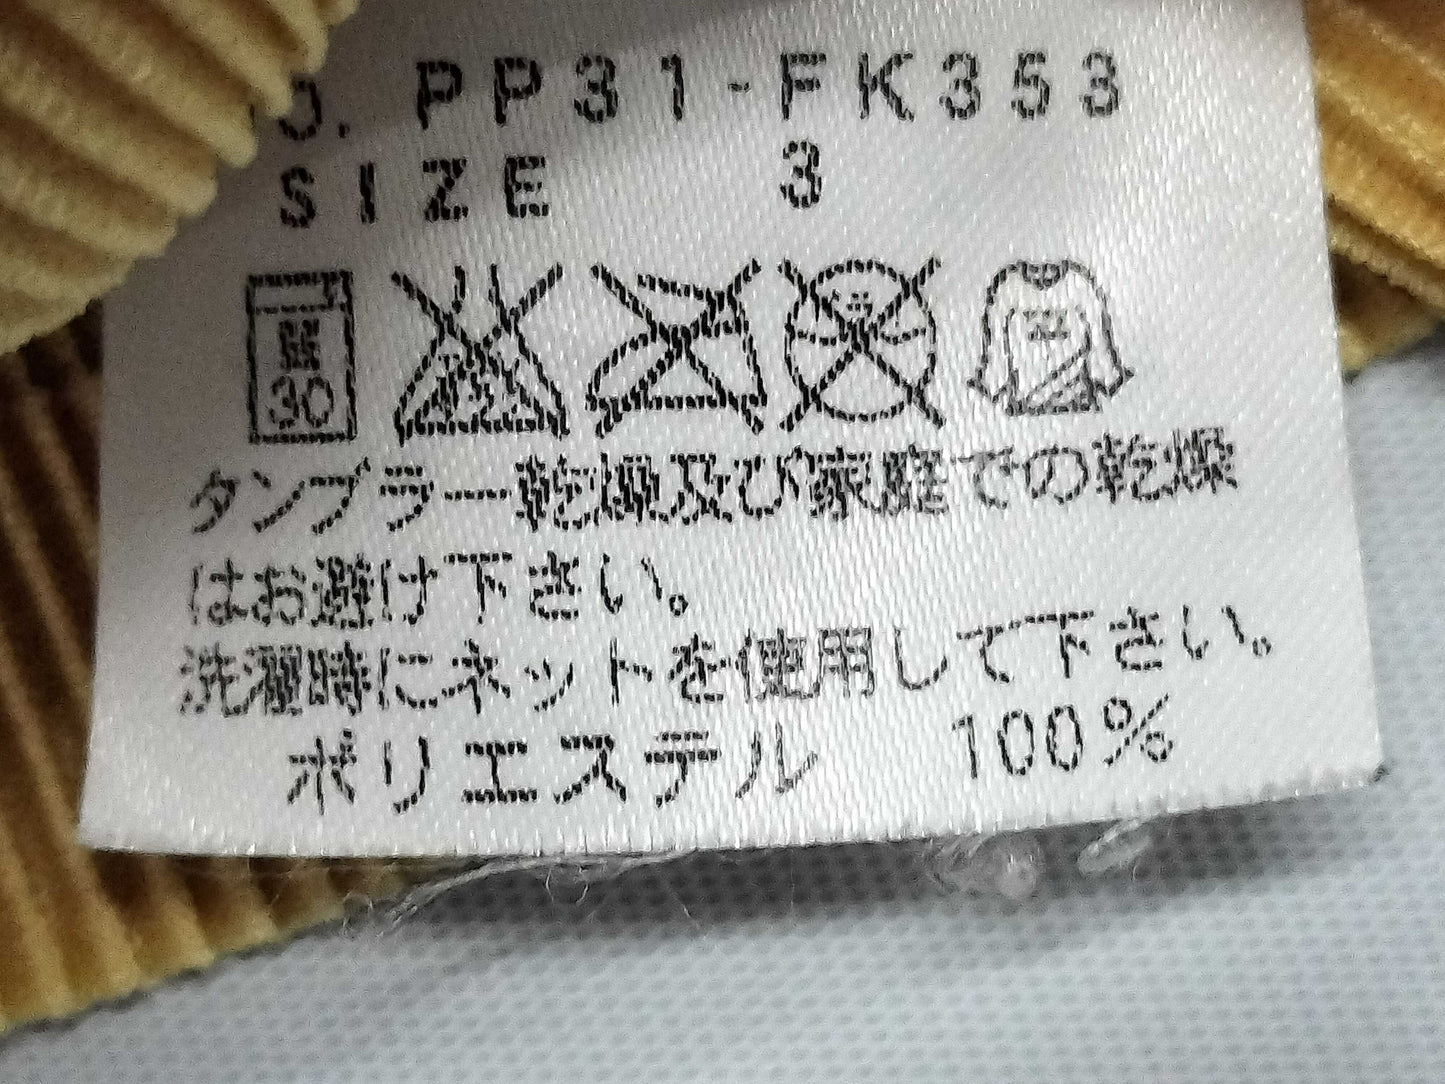 NO. PP31-FK353
SIZE 3
弱
30
タンブラー乾燥及び家庭での乾燥
はお避け下さい。
洗濯時にネットを使用して下さい。
ポリエステル 100%